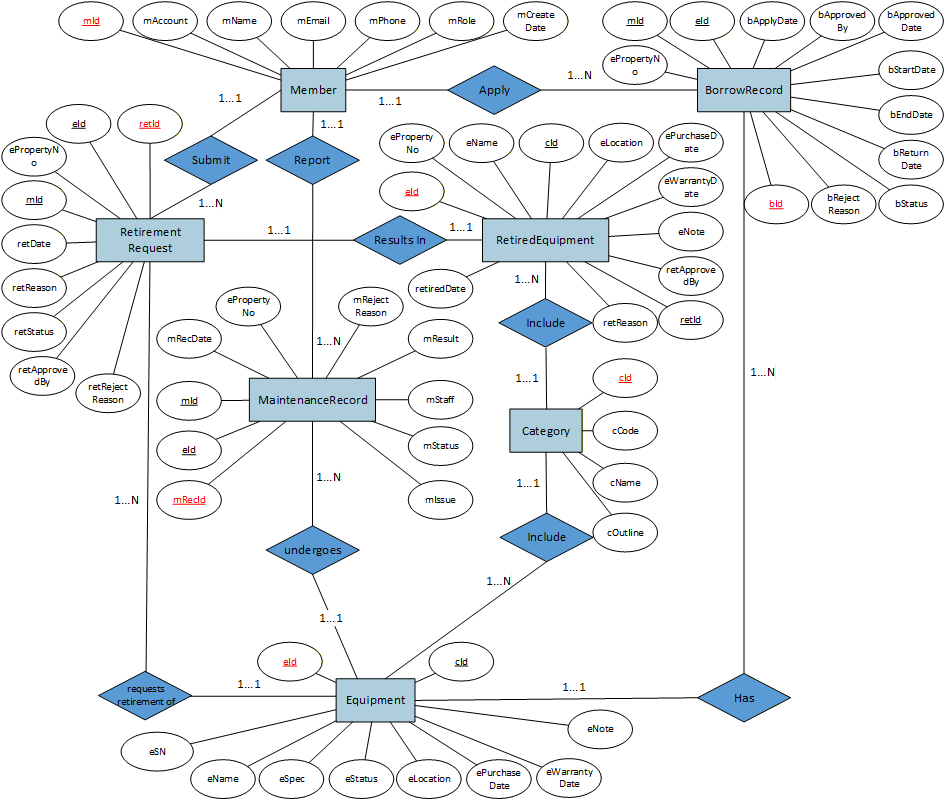 mId
mAccount
mName
mEmail
mPhone
mRole
mCreate
Date
mId
eId
bApplyDate
bApproved
By
bApproved
Date
ePropertyN
o
bStartDate
Member
1...1
Apply
1...N
BorrowRecord
1...1
1...1
bEndDate
eId
retId
ePropertyN
o
Submit
Report
eProperty
No
eName
cId
eLocation
ePurchaseD
ate
bReturn
Date
mId
1...N
eId
eWarrantyD
ate
bId
bReject
Reason
bStatus
Retirement
Request
1...1
Results In
1...1
RetiredEquipment
eNote
retDate
retReason
retiredDate
1...N
retApprove
dBy
eProperty
No
mReject
Reason
Include
retReason
retId
retStatus
mRecDate
1...N
mResult
retApprove
dBy
retReject
Reason
1...1
cId
1...N
mId
MaintenanceRecord
mStaff
Category
cCode
eId
mStatus
1...N
mRecId
1...N
mIssue
1...1
cName
undergoes
Include
cOutline
1...N
1...1
eId
cId
requests
retirement of
1...1
Equipment
1...1
Has
eSN
eNote
eName
eSpec
eStatus
eLocation
ePurchase
Date
eWarranty
Date